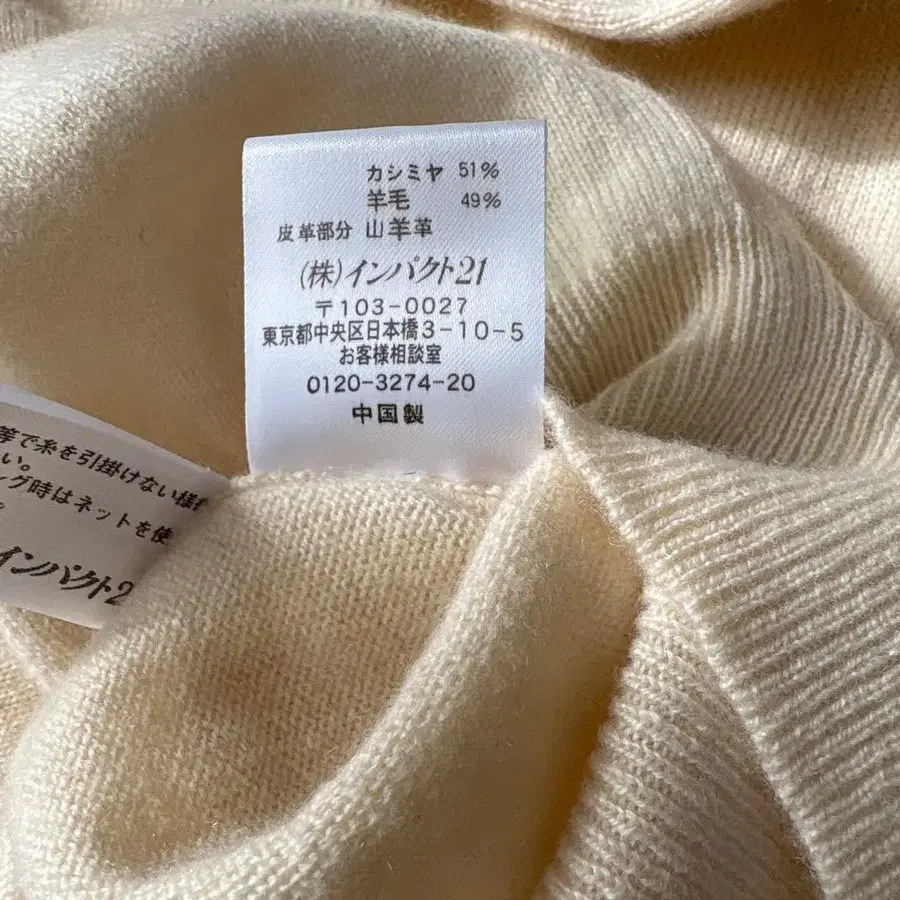 カシミヤ 51%
羊毛 49%
皮革部分 山羊革
(株)インパクト21
〒103-0027
東京都中央区日本橋3-10-5
お客様相談室
0120-3274-20
中国製
等で糸を引掛けない様
い。
グ時はネットを使
インパクト2